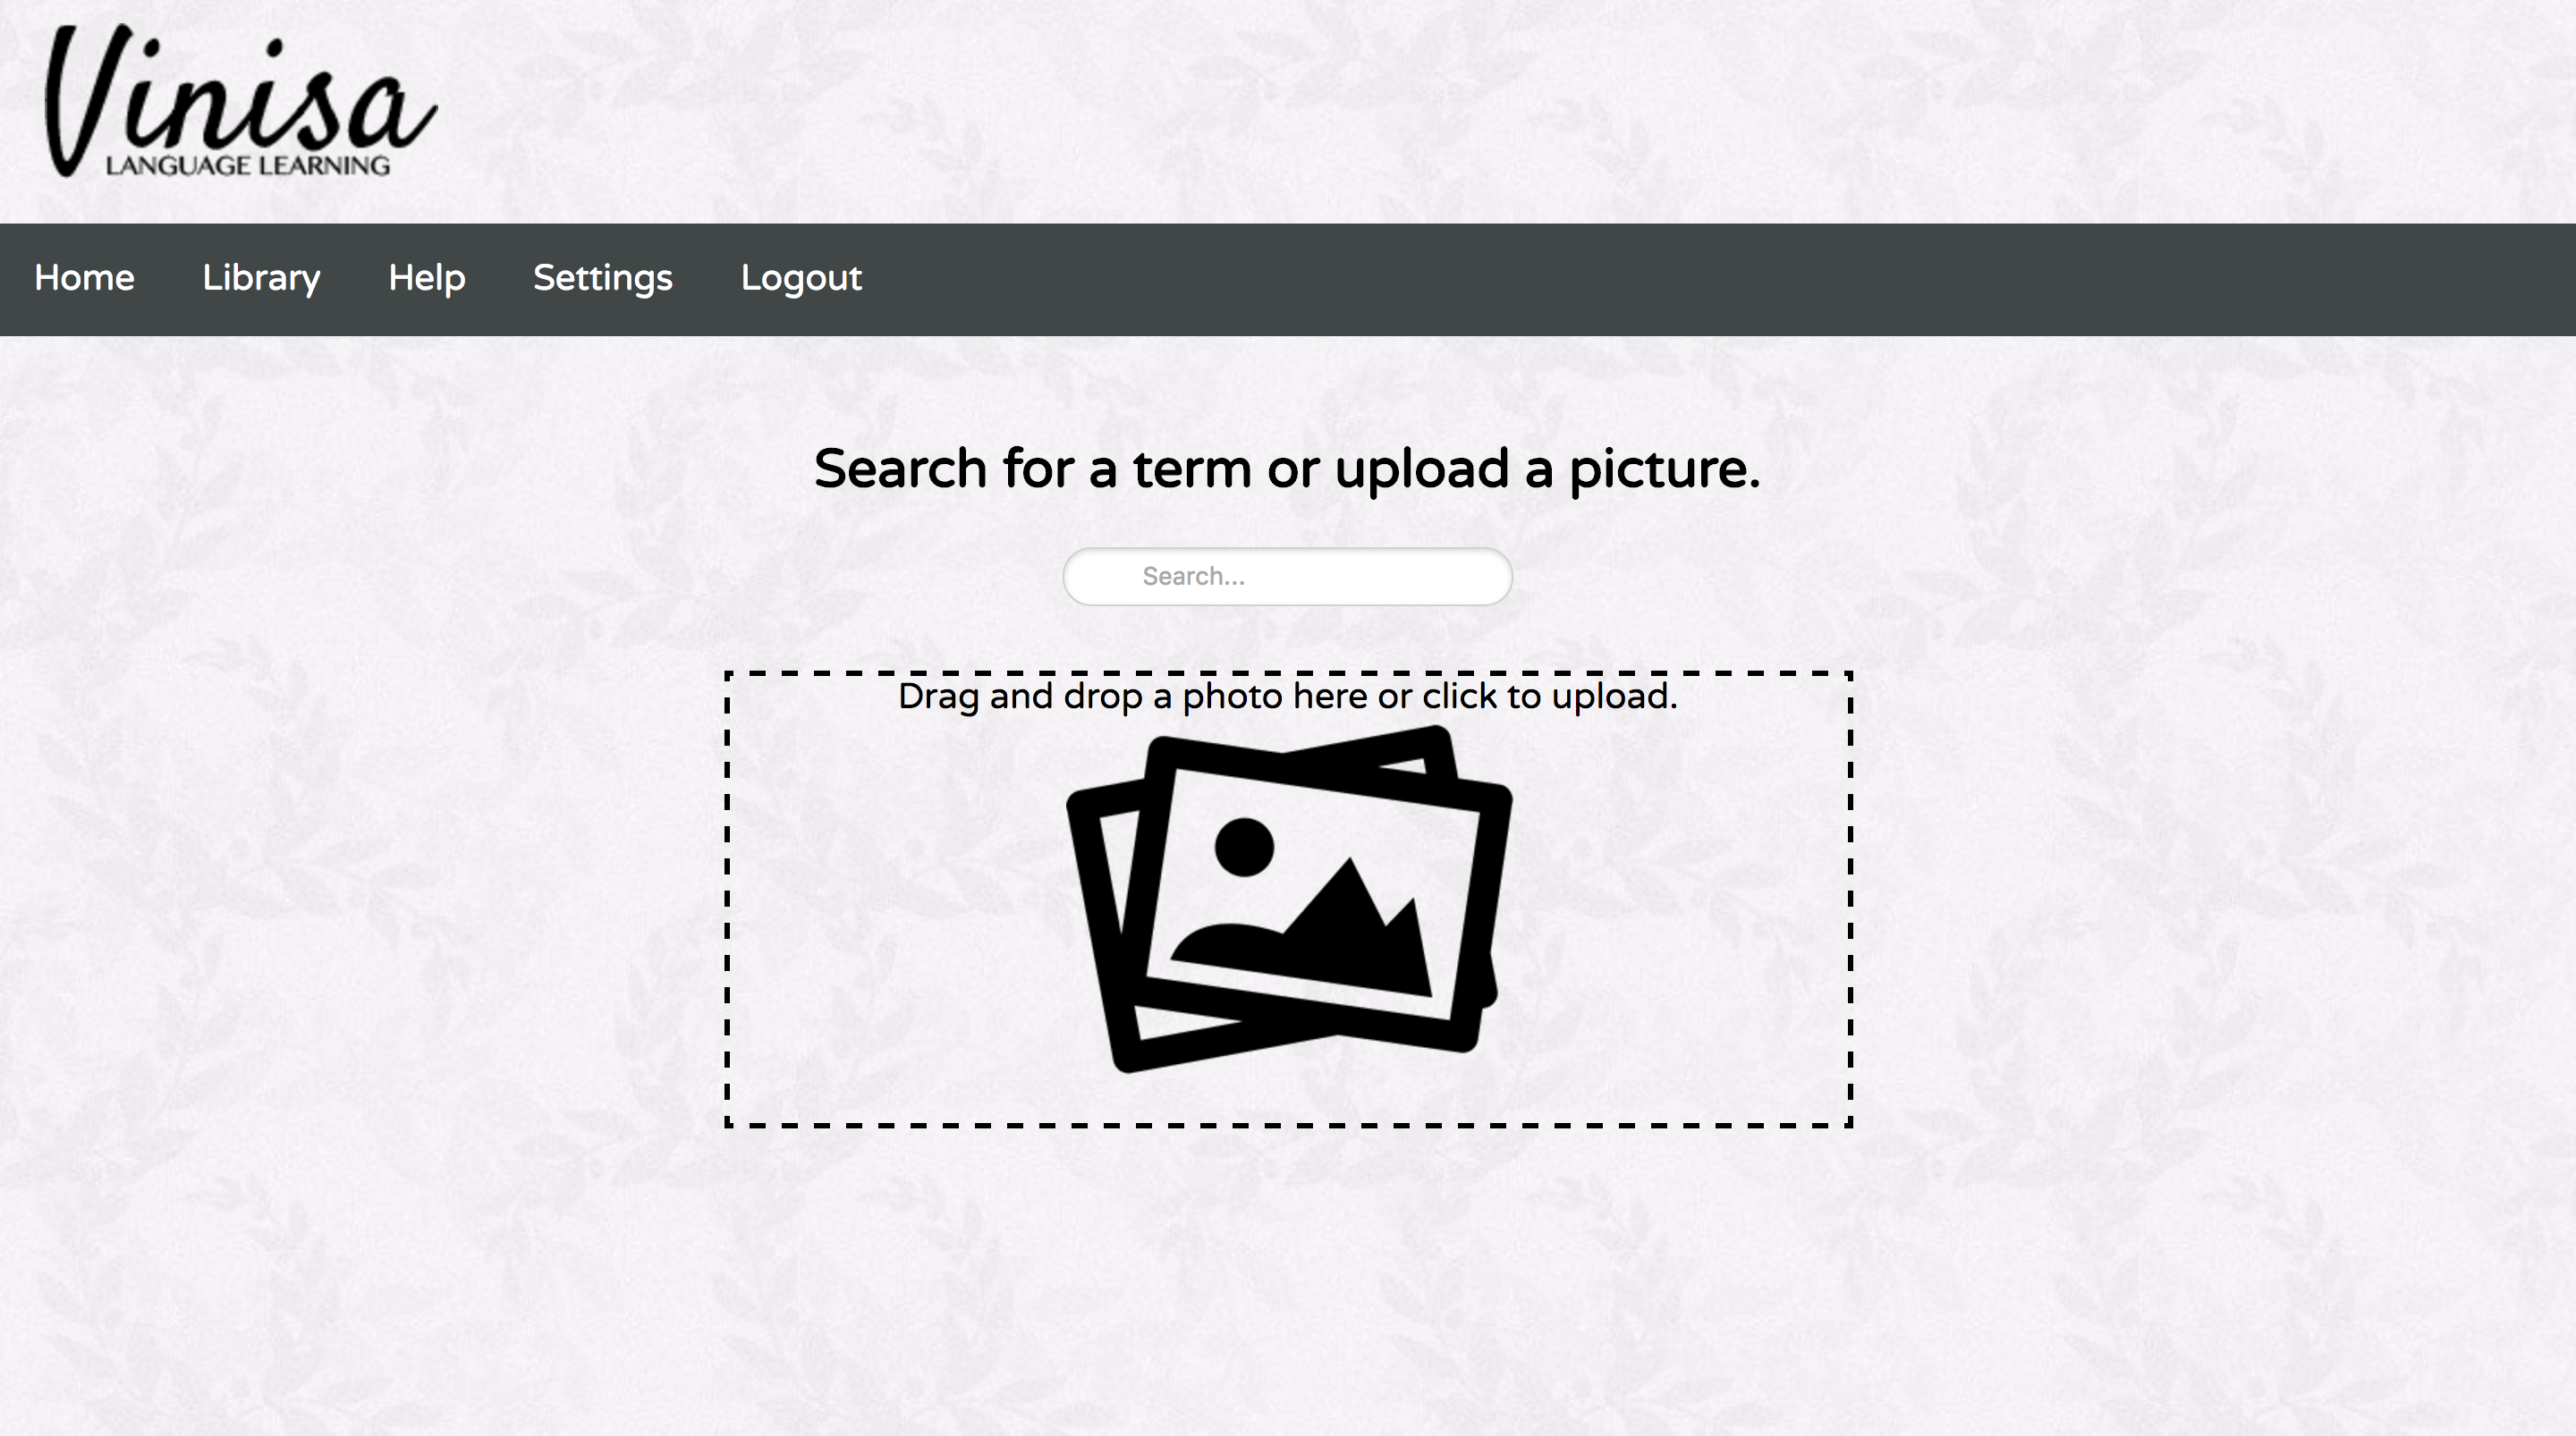 Vinisa
LANGUAGE LEARNING
Home Library Help Settings Logout
Search for a term or upload a picture.
Search...
Drag and drop a photo here or click to upload.